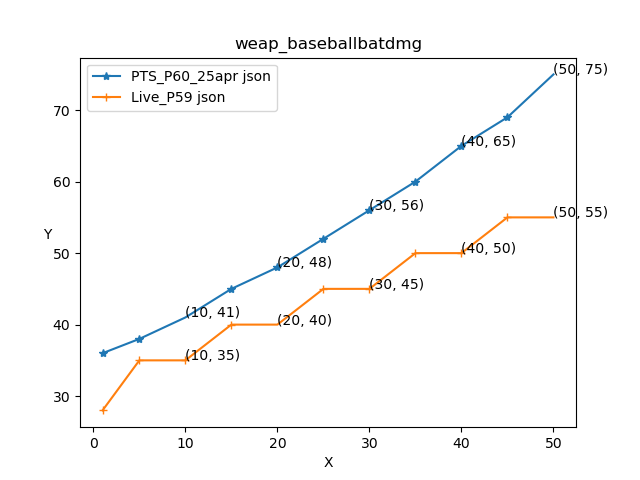 weap_baseballbatdmg
PTS_P60_25apr json
Live_P59 json
(50, 75)
(40, 65)
(30, 56)
(20, 48)
(10, 41)
(50, 55)
(40, 50)
(30, 45)
(20, 40)
(10, 35)
70
60
50
40
30
Y
0 10 20 30 40 50
X